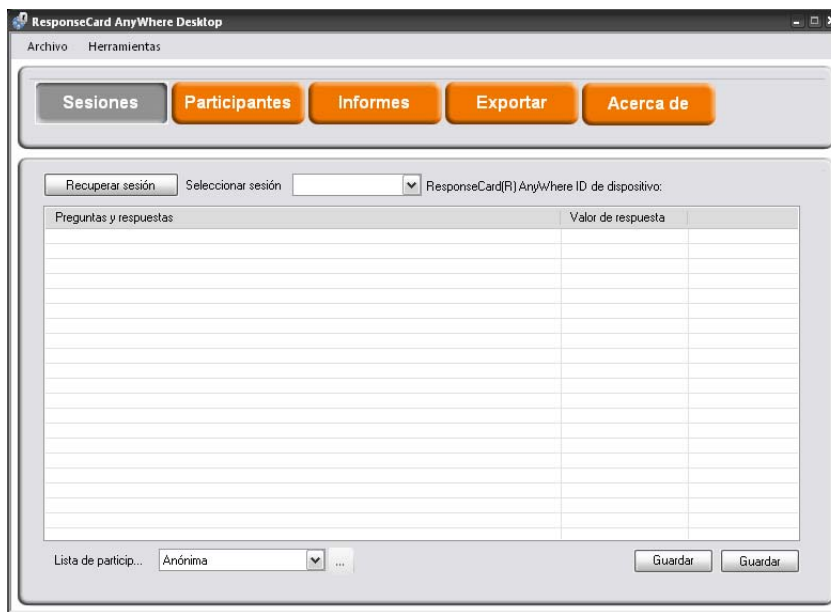 ResponseCard AnyWhere Desktop
Archivo Herramientas
Sesiones Participantes Informes Exportar Acerca de
Recuperar sesión Seleccionar sesión ResponseCard(R) AnyWhere ID de dispositivo:
Preguntas y respuestas Valor de respuesta
Lista de particip... Anónima ... Guardar Guardar